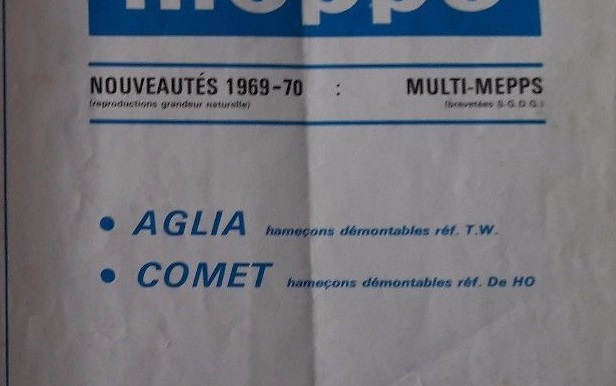 mepps
NOUVEAUTÉS 1969-70 : MULTI-MEPPS
(reproductions grandeur naturelle) (brevetées S.G.D.G.)
• AGLIA hameçons démontables réf. T.W.
• COMET hameçons démontables réf. De HO